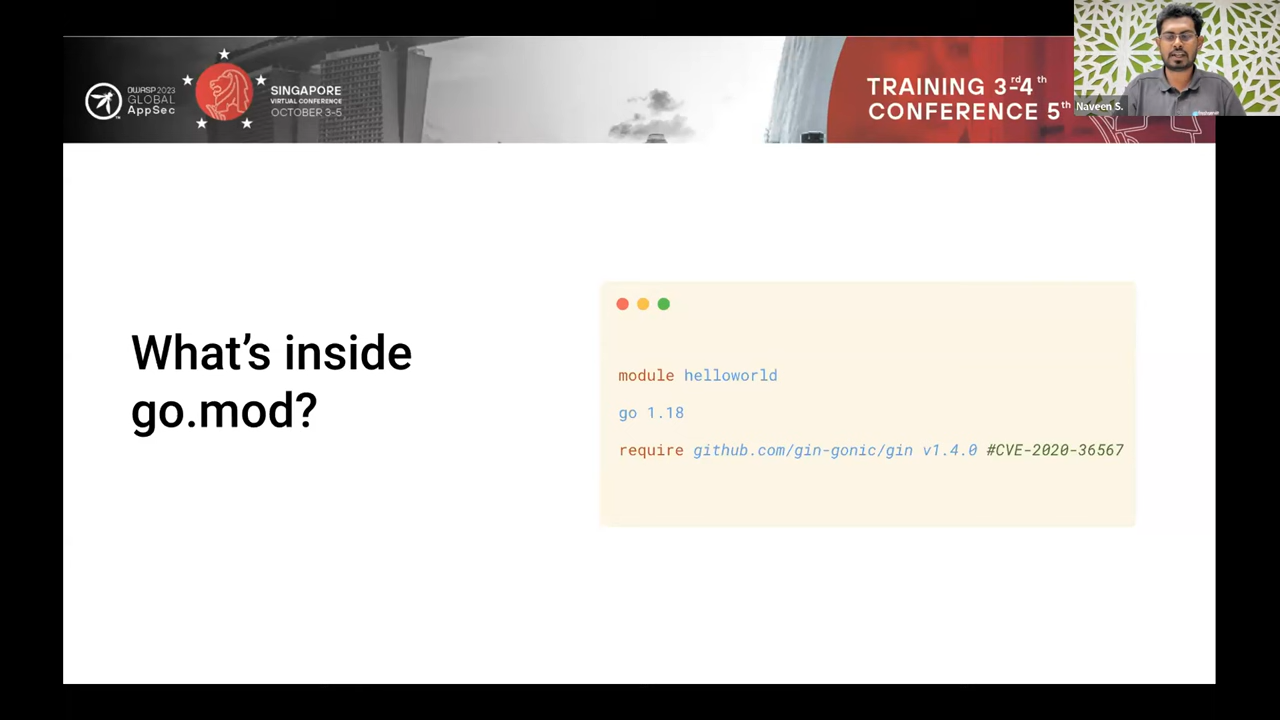 OWASP 2023
GLOBAL
AppSec
SINGAPORE
VIRTUAL CONFERENCE
OCTOBER 3-5
TRAINING 3rd-4th
CONFERENCE 5th
Naveen S.
What's inside
go.mod?
module helloworld
go 1.18
require github.com/gin-gonic/gin v1.4.0 #CVE-2020-36567